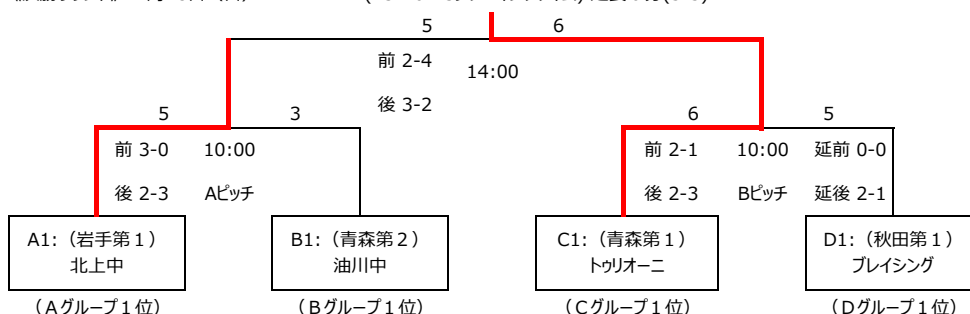 5 6
前 2-4 14:00
後 3-2
5 3 6 5
前 3-0 10:00 前 2-1 10:00 延前 0-0
後 2-3 Aピッチ 後 2-3 Bピッチ 延後 2-1
A1:（岩手第１） B1:（青森第２） C1:（青森第１） D1:（秋田第１）
北上中 油川中 トゥリオーニ ブレイシング
（Aグループ１位） （Bグループ１位） （Cグループ１位） （Dグループ１位）